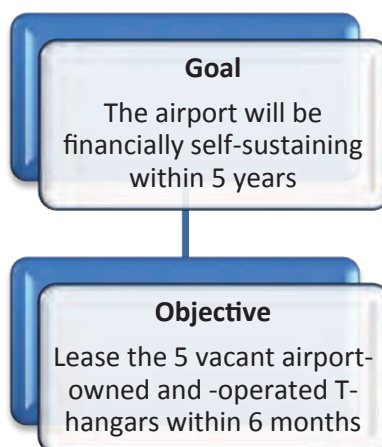 Goal
The airport will be
financially self-sustaining
within 5 years
Objective
Lease the 5 vacant airport-
owned and -operated T-
hangars within 6 months